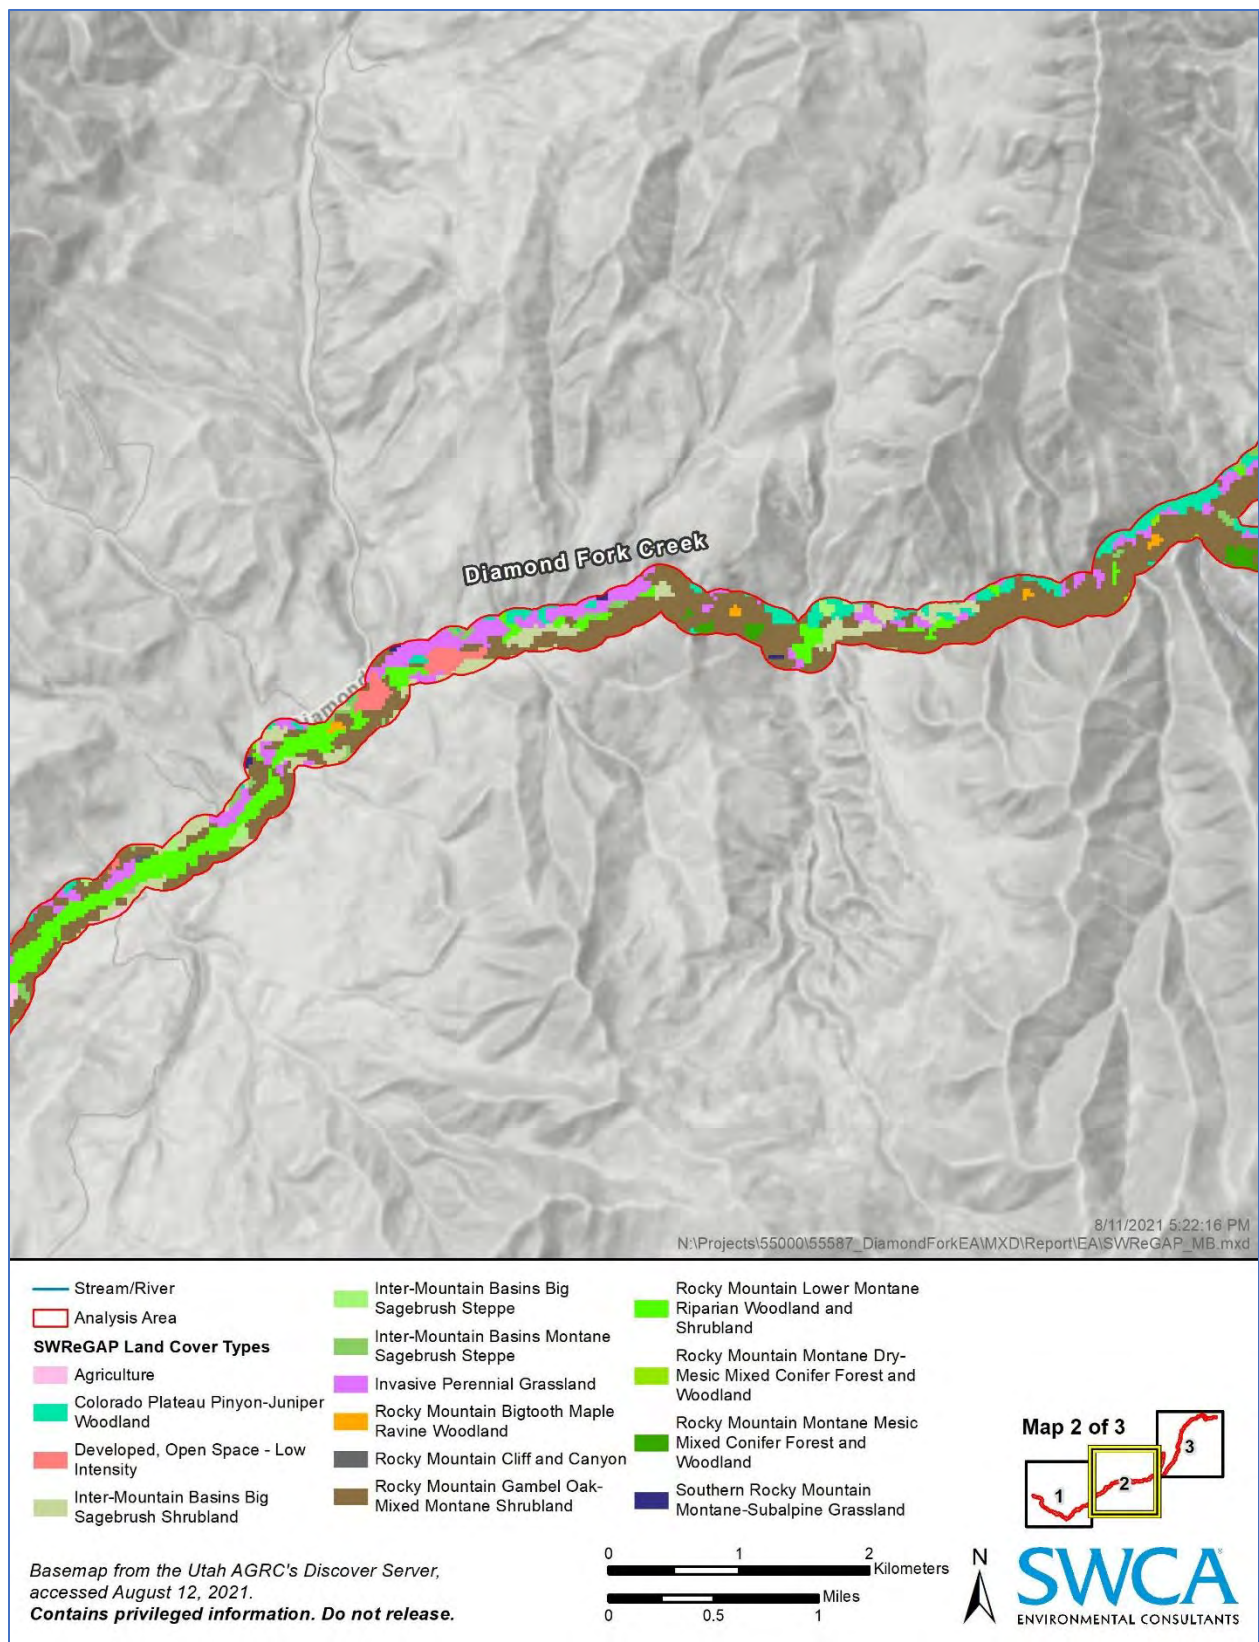 Diamond Fork Creek
Diamond
8/11/2021 5:22:16 PM
N:\Projects\55000\55587_DiamondForkEA\MXD\Report\EA\SWReGAP_MB.mxd
Stream/River
Analysis Area
SWReGAP Land Cover Types
Agriculture
Colorado Plateau Pinyon-Juniper
Woodland
Developed, Open Space - Low
Intensity
Inter-Mountain Basins Big
Sagebrush Shrubland
Inter-Mountain Basins Big
Sagebrush Steppe
Inter-Mountain Basins Montane
Sagebrush Steppe
Invasive Perennial Grassland
Rocky Mountain Bigtooth Maple
Ravine Woodland
Rocky Mountain Cliff and Canyon
Rocky Mountain Gambel Oak-
Mixed Montane Shrubland
Rocky Mountain Lower Montane
Riparian Woodland and
Shrubland
Rocky Mountain Montane Dry-
Mesic Mixed Conifer Forest and
Woodland
Rocky Mountain Montane Mesic
Mixed Conifer Forest and
Woodland
Southern Rocky Mountain
Montane-Subalpine Grassland
Map 2 of 3
3
2
1
Basemap from the Utah AGRC's Discover Server,
accessed August 12, 2021.
Contains privileged information. Do not release.
0 1 2
Kilometers
Miles
0 0.5 1
N
SWCA
ENVIRONMENTAL CONSULTANTS